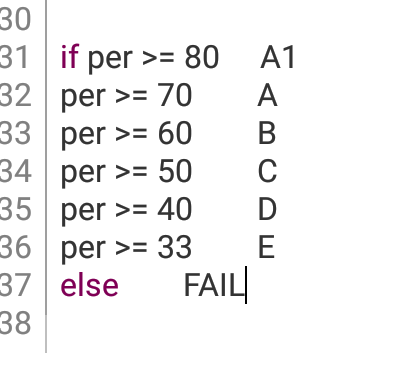 30
31 if per >= 80 A1
32 per >= 70 A
33 per >= 60 B
34 per >= 50 C
35 per >= 40 D
36 per >= 33 E
37 else FAIL
38